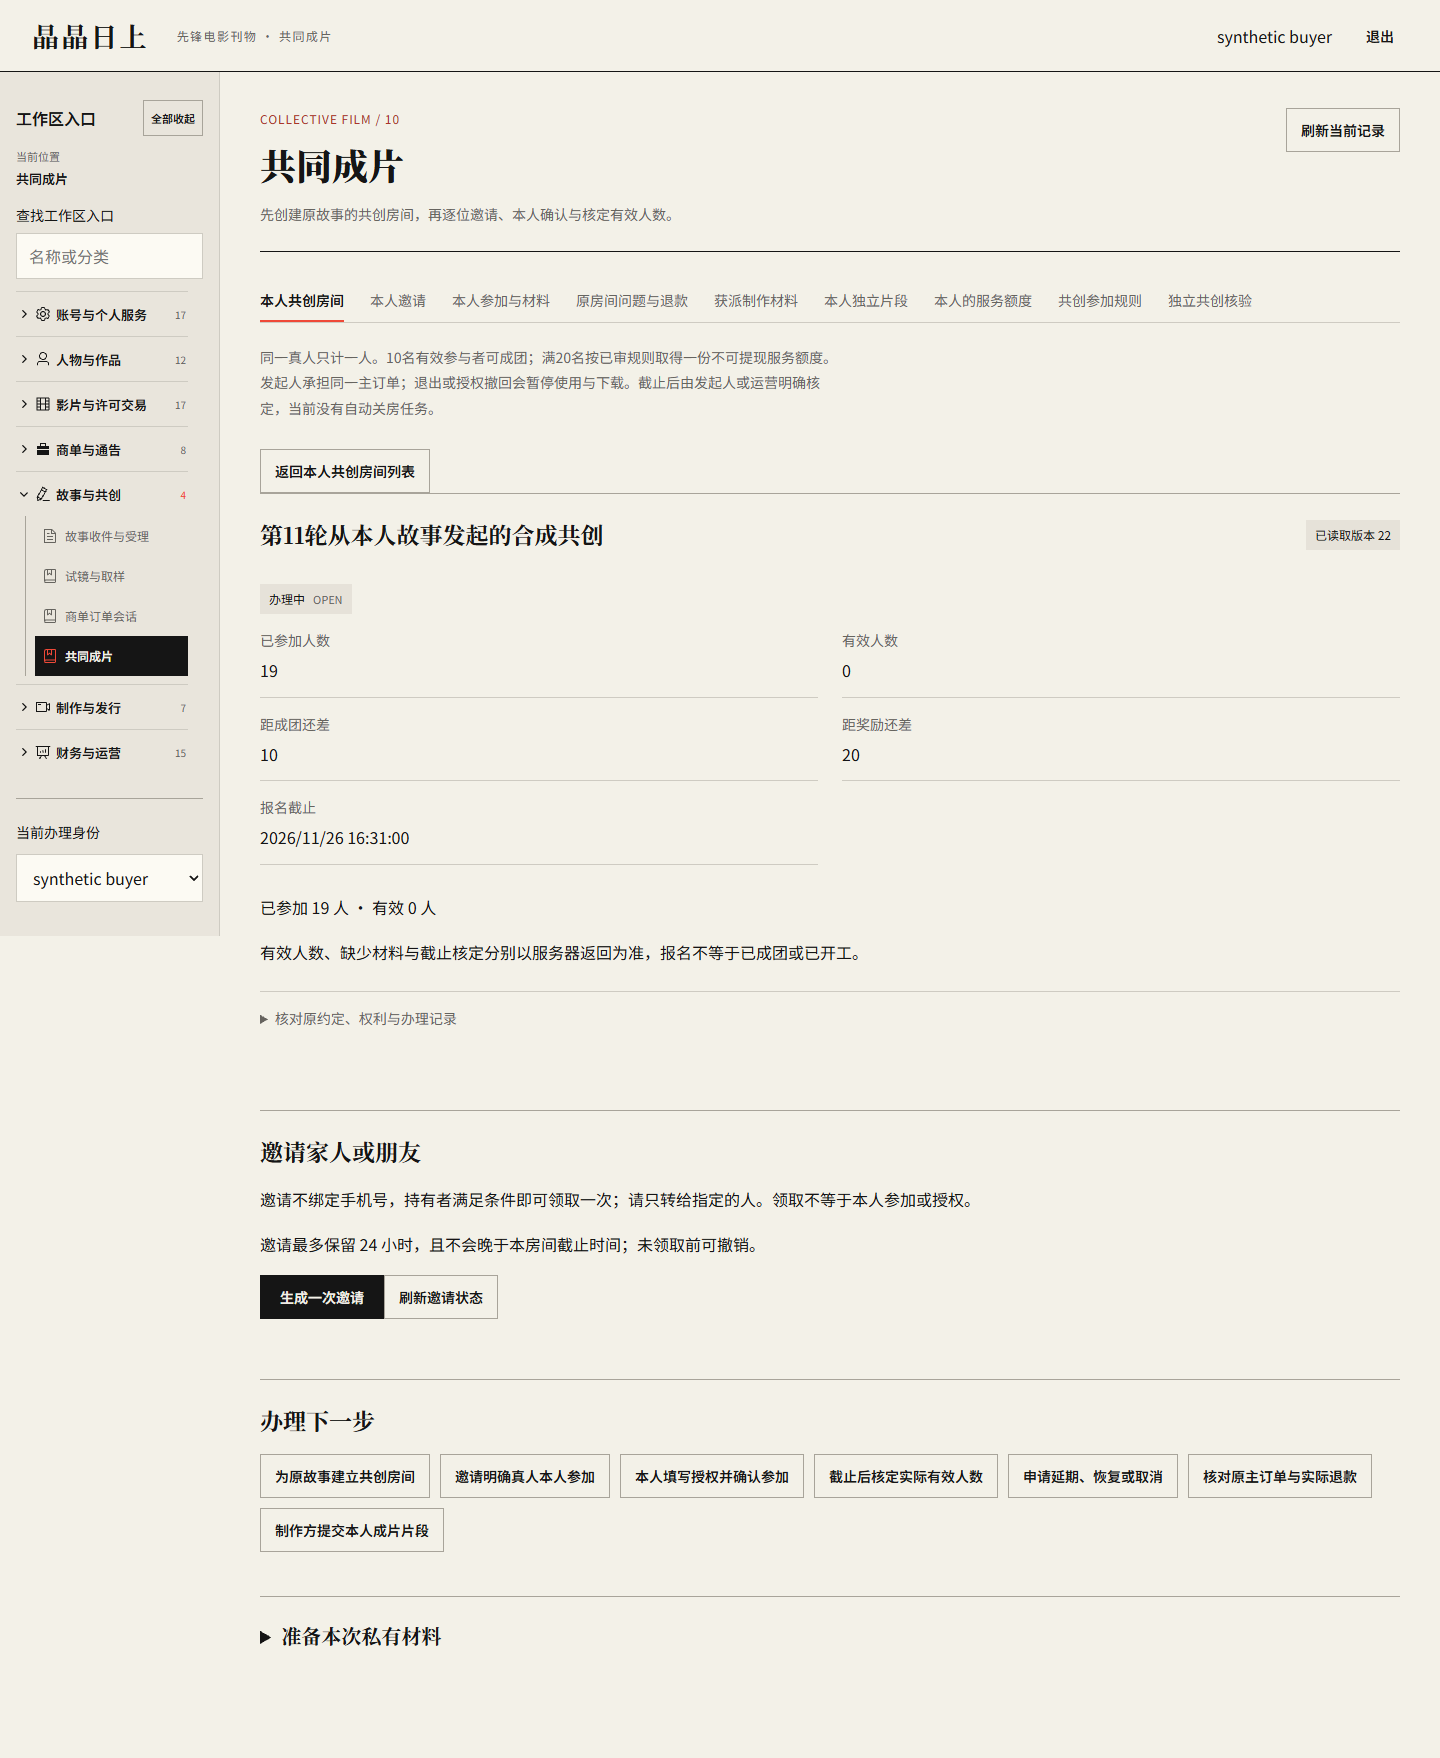 晶晶日上
先锋电影刊物 · 共同成片
synthetic buyer
退出
工作区入口
全部收起
当前位置
共同成片
查找工作区入口
名称或分类
账号与个人服务 17
人物与作品 12
影片与许可交易 17
商单与通告 8
故事与共创 4
故事收件与受理
试镜与取样
商单订单会话
共同成片
制作与发行 7
财务与运营 15
当前办理身份
synthetic buyer
COLLECTIVE FILM / 10
共同成片
先创建原故事的共创房间，再逐位邀请、本人确认与核定有效人数。
刷新当前记录
本人共创房间 本人邀请 本人参加与材料 原房间问题与退款 获派制作材料 本人独立片段 本人的服务额度 共创参加规则 独立共创核验
同一真人只计一人。10名有效参与者可成团；满20名按已审规则取得一份不可提现服务额度。
发起人承担同一主订单；退出或授权撤回会暂停使用与下载。截止后由发起人或运营明确核
定，当前没有自动关房任务。
返回本人共创房间列表
第11轮从本人故事发起的合成共创
已读取版本 22
办理中 OPEN
已参加人数
19
有效人数
0
距成团还差
10
距奖励还差
20
报名截止
2026/11/26 16:31:00
已参加 19 人 · 有效 0 人
有效人数、缺少材料与截止核定分别以服务器返回为准，报名不等于已成团或已开工。
核对原约定、权利与办理记录
邀请家人或朋友
邀请不绑定手机号，持有者满足条件即可领取一次；请只转给指定的人。领取不等于本人参加或授权。
邀请最多保留 24 小时，且不会晚于本房间截止时间；未领取前可撤销。
生成一次邀请 刷新邀请状态
办理下一步
为原故事建立共创房间 邀请明确真人本人参加 本人填写授权并确认参加 截止后核定实际有效人数 申请延期、恢复或取消 核对原主订单与实际退款
制作方提交本人成片片段
准备本次私有材料